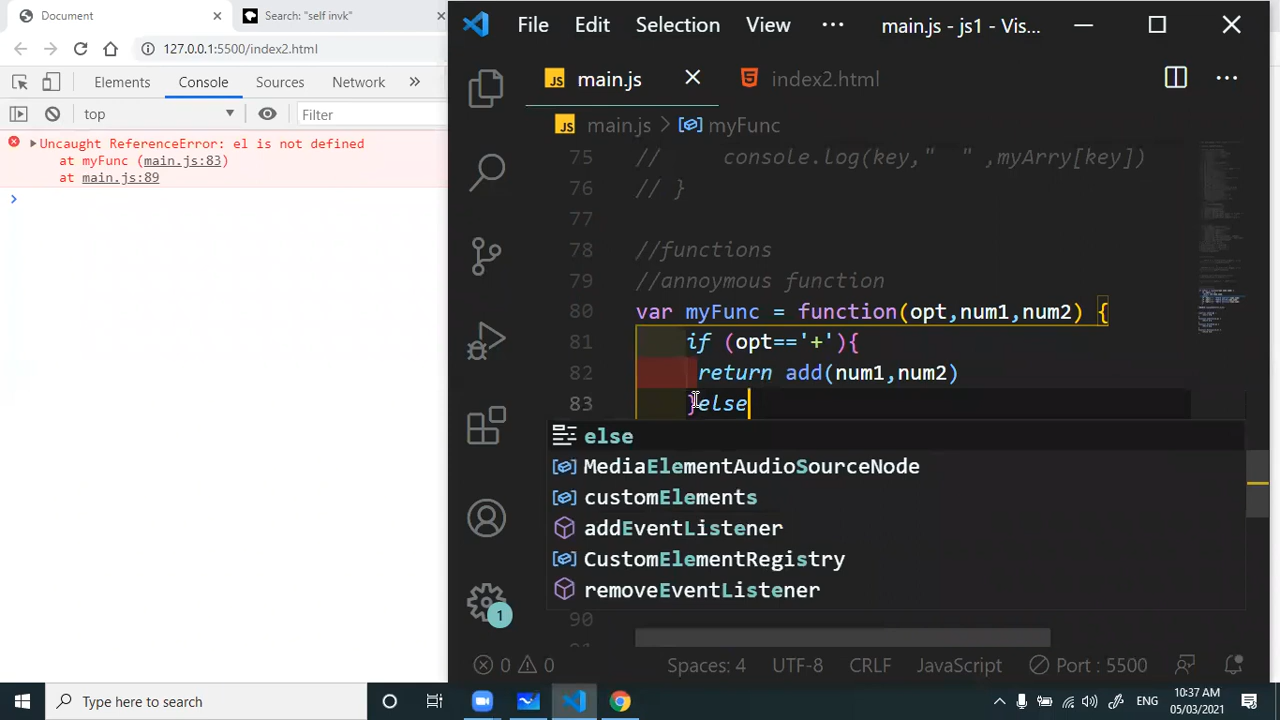 Document
Search: "self invk"
127.0.0.1:5500/index2.html
Elements Console Sources Network »
top Filter
Uncaught ReferenceError: el is not defined
at myFunc (main.js:83)
at main.js:89
File Edit Selection View ··· main.js - js1 - Vis...
JS main.js index2.html
JS main.js > myFunc
75 // console.log(key,"  " ,myArry[key])
76 // }
77
78 //functions
79 //annoymous function
80 var myFunc = function(opt,num1,num2) {
81 if (opt=='+'){
82 return add(num1,num2)
83 }else
else
MediaElementAudioSourceNode
customElements
addEventListener
CustomElementRegistry
removeEventListener
90
1
0 0 Spaces: 4 UTF-8 CRLF JavaScript Port : 5500
Type here to search
ENG
10:37 AM
05/03/2021